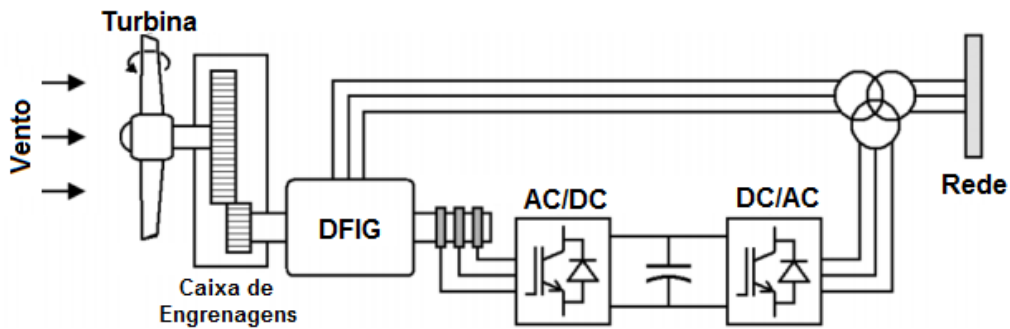 Turbina
Vento
AC/DC
DC/AC
Rede
DFIG
Caixa de
Engrenagens